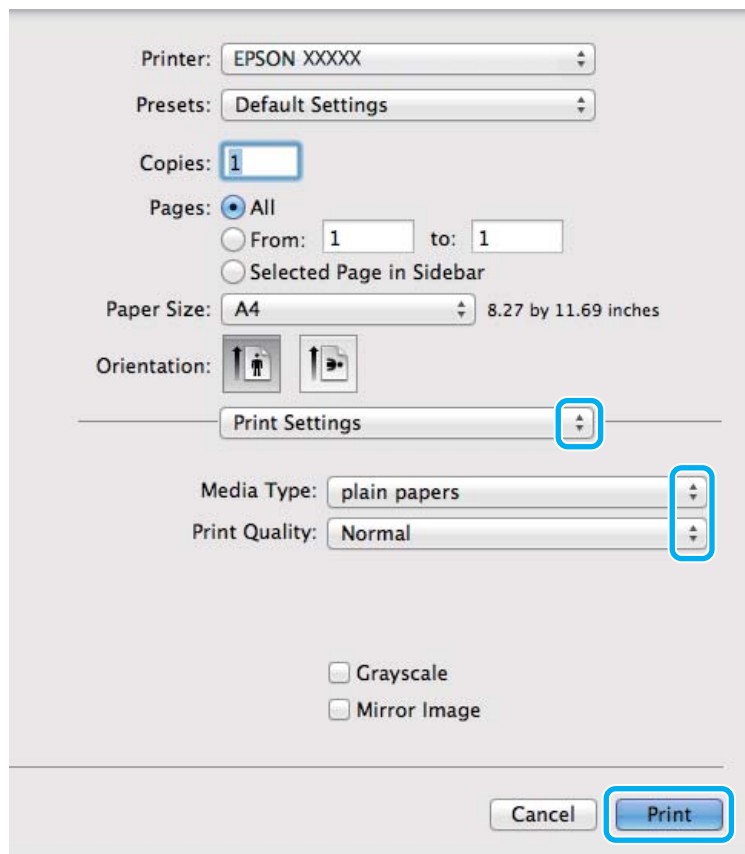 Printer: EPSON XXXXX
Presets: Default Settings
Copies: 1
Pages: All
From: 1 to: 1
Selected Page in Sidebar
Paper Size: A4 8.27 by 11.69 inches
Orientation:
Print Settings
Media Type: plain papers
Print Quality: Normal
Grayscale
Mirror Image
Cancel Print